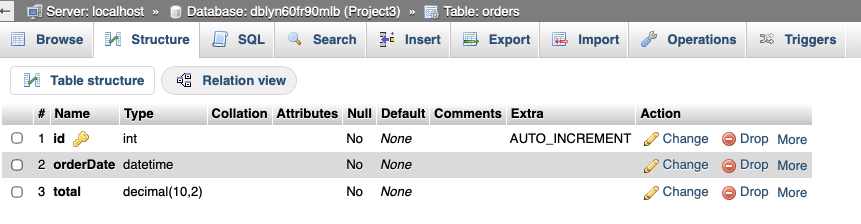 Server: localhost » Database: dblyn60fr90mlb (Project3) » Table: orders
Browse Structure SQL Search Insert Export Import Operations Triggers
Table structure Relation view
# Name Type Collation Attributes Null Default Comments Extra Action
1 id int No None AUTO_INCREMENT Change Drop More
2 orderDate datetime No None Change Drop More
3 total decimal(10,2) No None Change Drop More